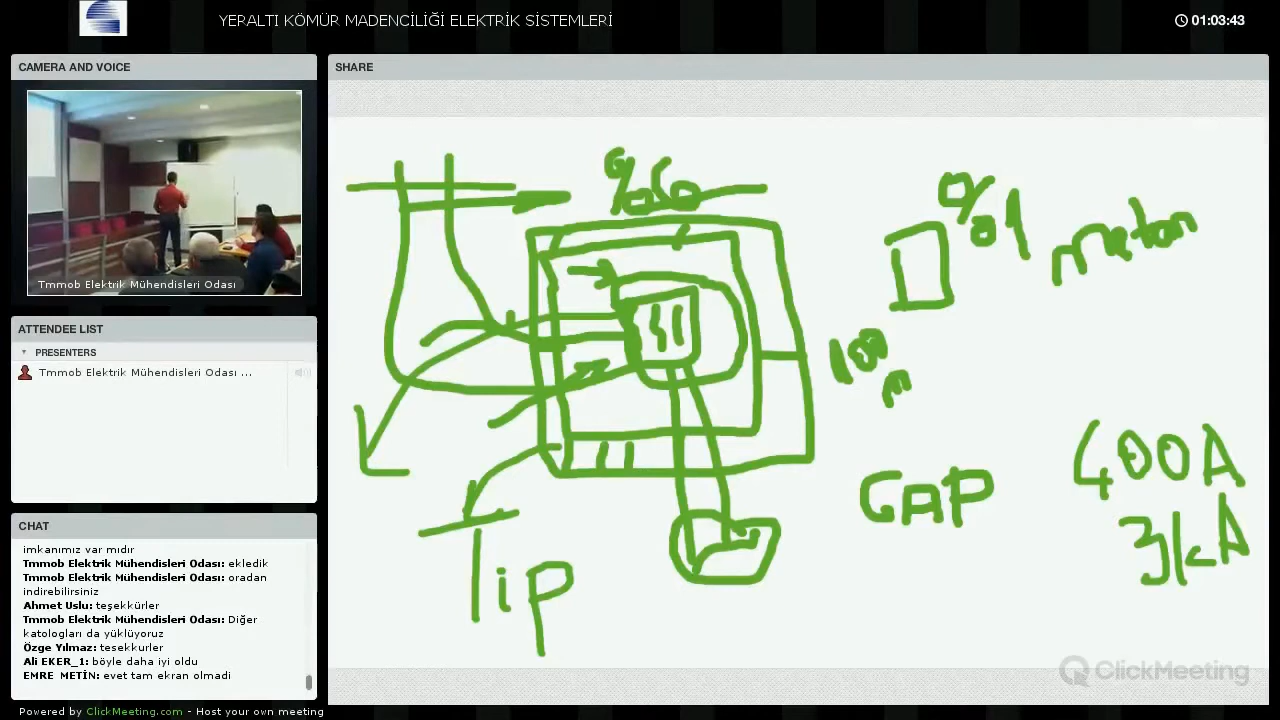 YERALTI KÖMÜR MADENCİLİĞİ ELEKTRİK SİSTEMLERİ
01:03:43
CAMERA AND VOICE
Tmmob Elektrik Mühendisleri Odası
ATTENDEE LIST
PRESENTERS
Tmmob Elektrik Mühendisleri Odası ...
CHAT
imkanımız var mıdır
Tmmob Elektrik Mühendisleri Odası: ekledik
Tmmob Elektrik Mühendisleri Odası: oradan
indirebilirsiniz
Ahmet Uslu: teşekkürler
Tmmob Elektrik Mühendisleri Odası: Diğer
katologları da yüklüyoruz
Özge Yılmaz: tesekkurler
Ali EKER_1: böyle daha iyi oldu
EMRE METİN: evet tam ekran olmadi
Powered by ClickMeeting.com - Host your own meeting
SHARE
%60
%1
metan
100
m
GAP
400A
3kA
Tip
ClickMeeting